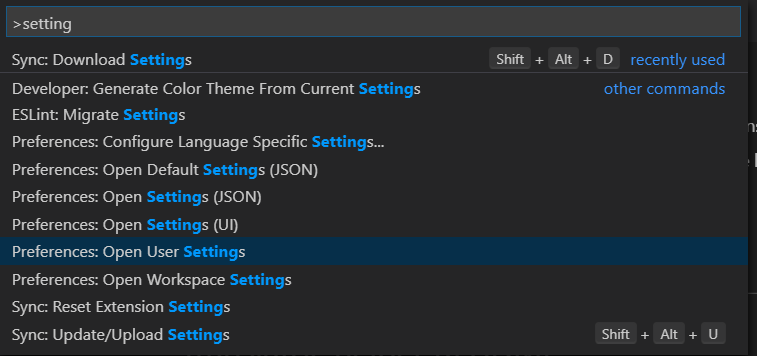 >setting
Sync: Download Settings Shift + Alt + D recently used
Developer: Generate Color Theme From Current Settings other commands
ESLint: Migrate Settings
Preferences: Configure Language Specific Settings...
Preferences: Open Default Settings (JSON)
Preferences: Open Settings (JSON)
Preferences: Open Settings (UI)
Preferences: Open User Settings
Preferences: Open Workspace Settings
Sync: Reset Extension Settings
Sync: Update/Upload Settings Shift + Alt + U